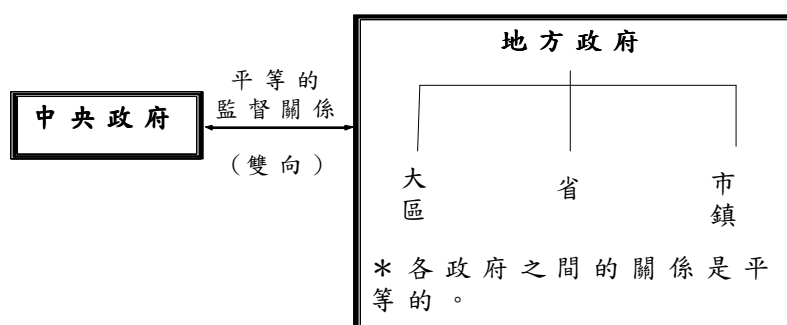 地方政府
平等的
監督關係
中央政府
（雙向）
大區
省
市鎮
＊各政府之間的關係是平
等的。